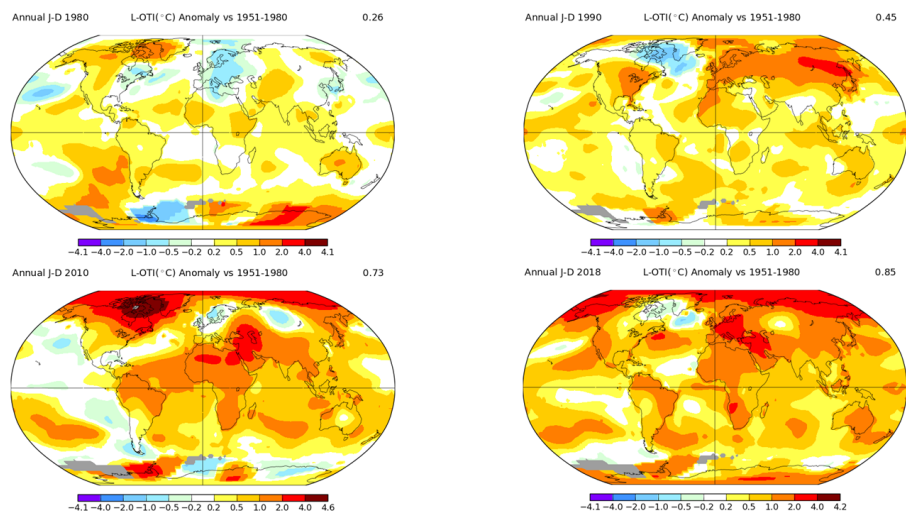 Annual J-D 1980 L-OTI(°C) Anomaly vs 1951-1980 0.26
−4.1 −4.0 −2.0 −1.0 −0.5 −0.2 0.2 0.5 1.0 2.0 4.0 4.1
Annual J-D 1990 L-OTI(°C) Anomaly vs 1951-1980 0.45
−4.1 −4.0 −2.0 −1.0 −0.5 −0.2 0.2 0.5 1.0 2.0 4.0 4.1
Annual J-D 2010 L-OTI(°C) Anomaly vs 1951-1980 0.73
−4.1 −4.0 −2.0 −1.0 −0.5 −0.2 0.2 0.5 1.0 2.0 4.0 4.6
Annual J-D 2018 L-OTI(°C) Anomaly vs 1951-1980 0.85
−4.1 −4.0 −2.0 −1.0 −0.5 −0.2 0.2 0.5 1.0 2.0 4.0 4.2